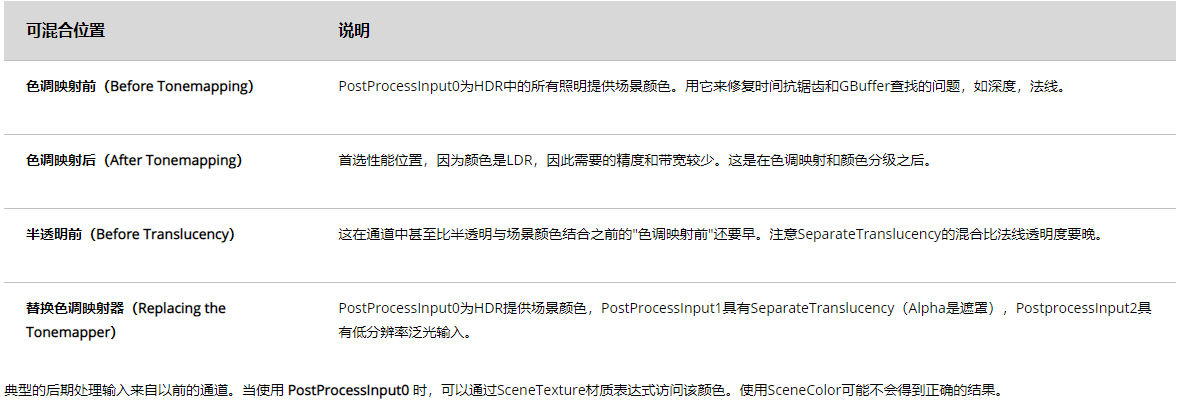 可混合位置 说明
色调映射前（Before Tonemapping） PostProcessInput0为HDR中的所有照明提供场景颜色。用它来修复时间抗锯齿和GBuffer查找的问题，如深度，法线。
色调映射后（After Tonemapping） 首选性能位置，因为颜色是LDR，因此需要的精度和带宽较少。这是在色调映射和颜色分级之后。
半透明前（Before Translucency） 这在通道中甚至比半透明与场景颜色结合之前的"色调映射前"还要早。注意SeparateTranslucency的混合比法线透明度要晚。
替换色调映射器（Replacing the
Tonemapper）
PostProcessInput0为HDR提供场景颜色，PostProcessInput1具有SeparateTranslucency（Alpha是遮罩），PostprocessInput2具
有低分辨率泛光输入。
典型的后期处理输入来自以前的通道。当使用 PostProcessInput0 时，可以通过SceneTexture材质表达式访问该颜色。使用SceneColor可能不会得到正确的结果。